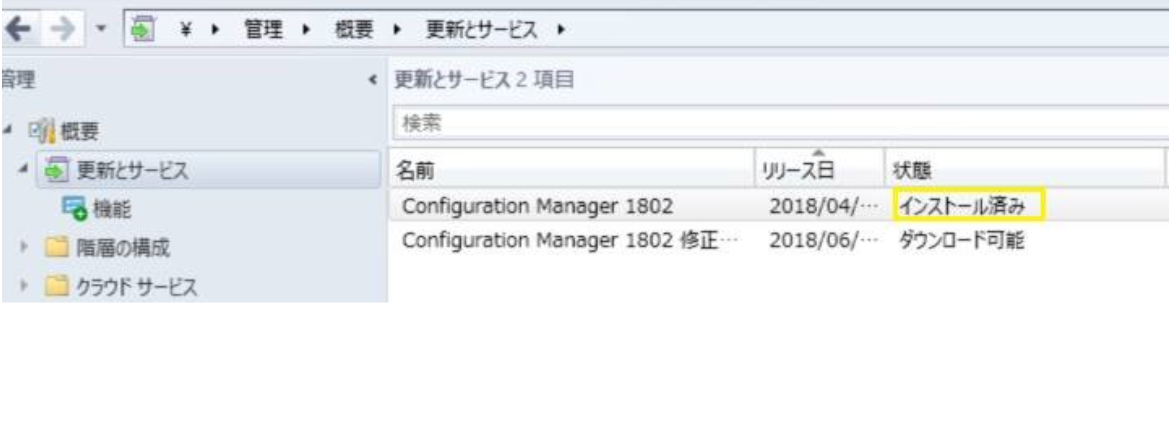 ¥ 管理 概要 更新とサービス
管理
更新とサービス 2 項目
概要
検索
更新とサービス
名前 リリース日 状態
機能
Configuration Manager 1802 2018/04/… インストール済み
階層の構成
Configuration Manager 1802 修正… 2018/06/… ダウンロード可能
クラウド サービス